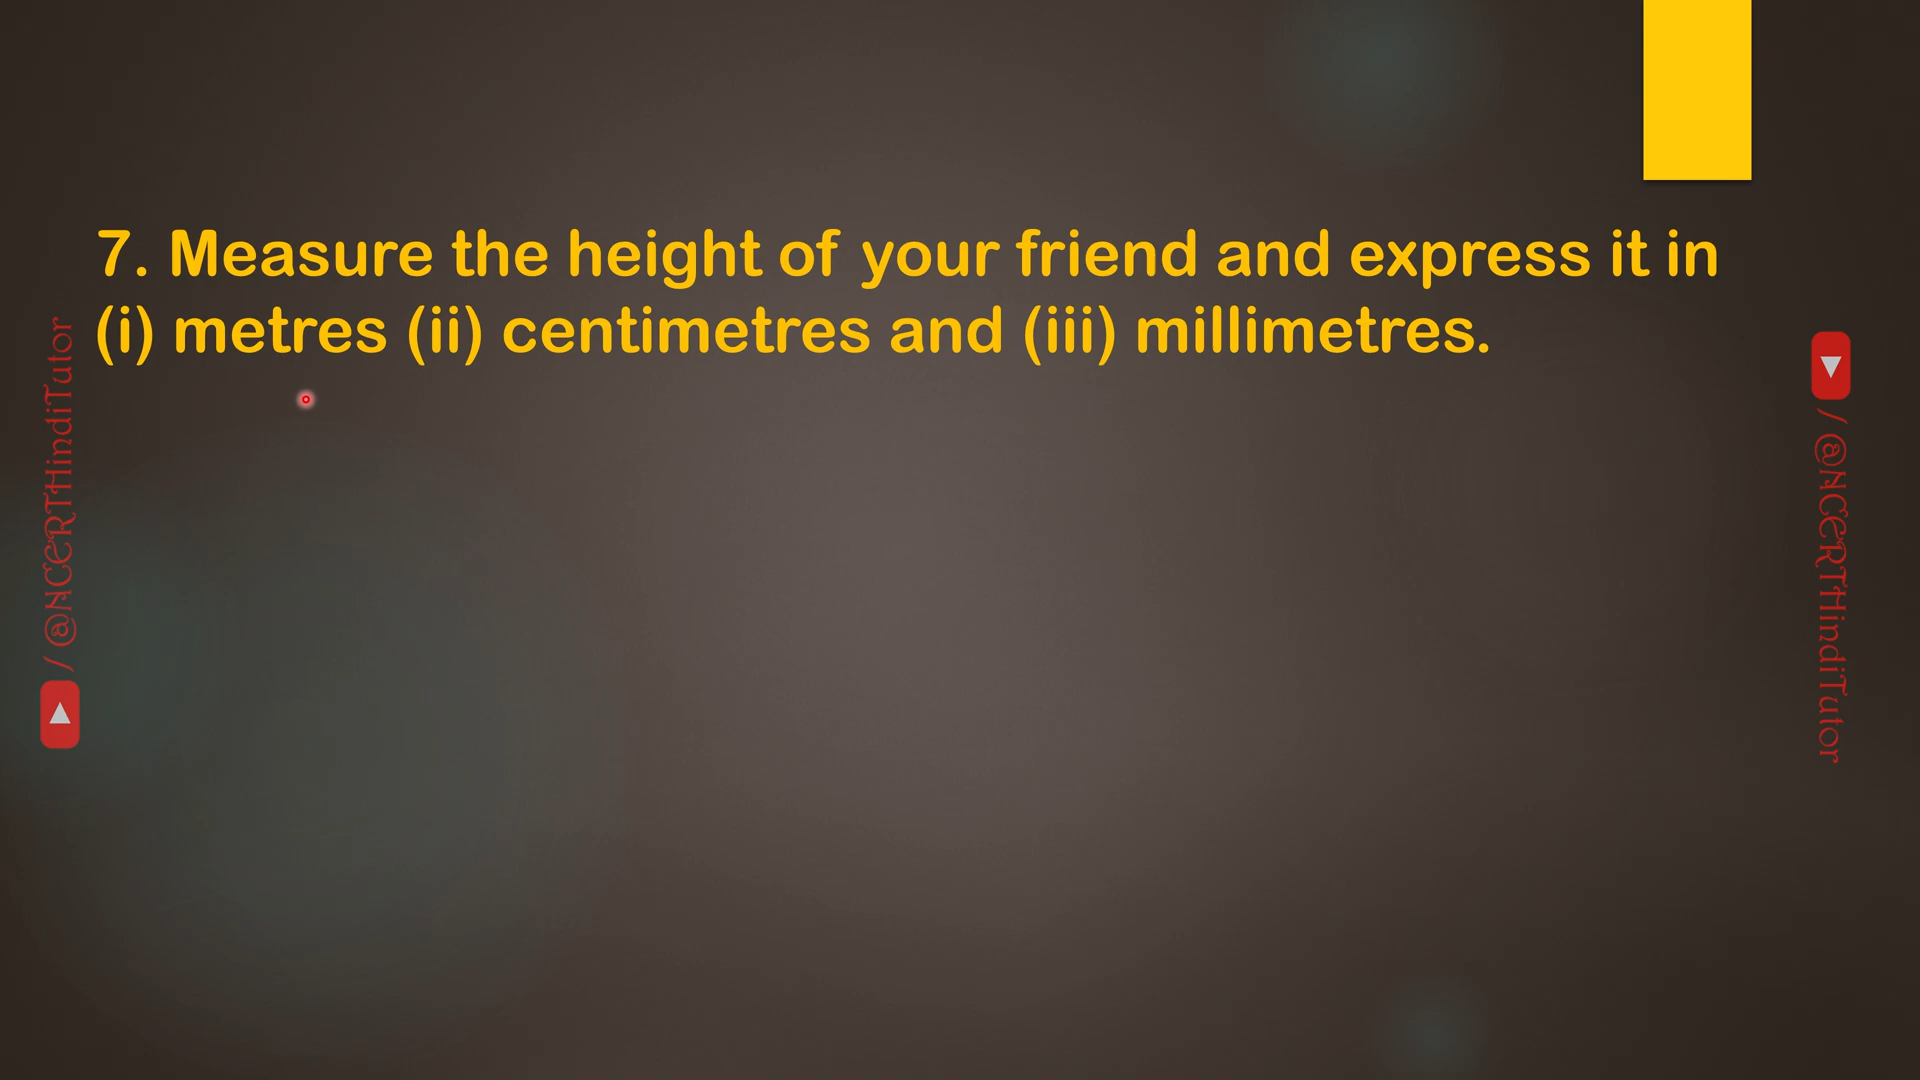 7. Measure the height of your friend and express it in
(i) metres (ii) centimetres and (iii) millimetres.
/ @NCERTHindiTutor
/ @NCERTHindiTutor